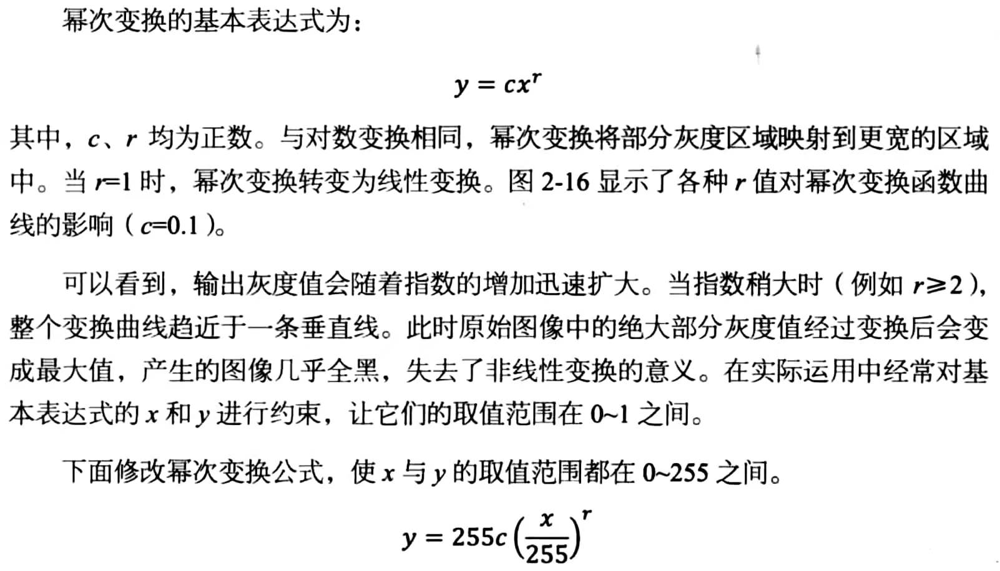 幂次变换的基本表达式为：
y = cxʳ
其中，c、r 均为正数。与对数变换相同，幂次变换将部分灰度区域映射到更宽的区域
中。当 r=1 时，幂次变换转变为线性变换。图 2-16 显示了各种 r 值对幂次变换函数曲
线的影响（c=0.1）。
可以看到，输出灰度值会随着指数的增加迅速扩大。当指数稍大时（例如 r≥2），
整个变换曲线趋近于一条垂直线。此时原始图像中的绝大部分灰度值经过变换后会变
成最大值，产生的图像几乎全黑，失去了非线性变换的意义。在实际运用中经常对基
本表达式的 x 和 y 进行约束，让它们的取值范围在 0~1 之间。
下面修改幂次变换公式，使 x 与 y 的取值范围都在 0~255 之间。
y = 255c(x/255)ʳ